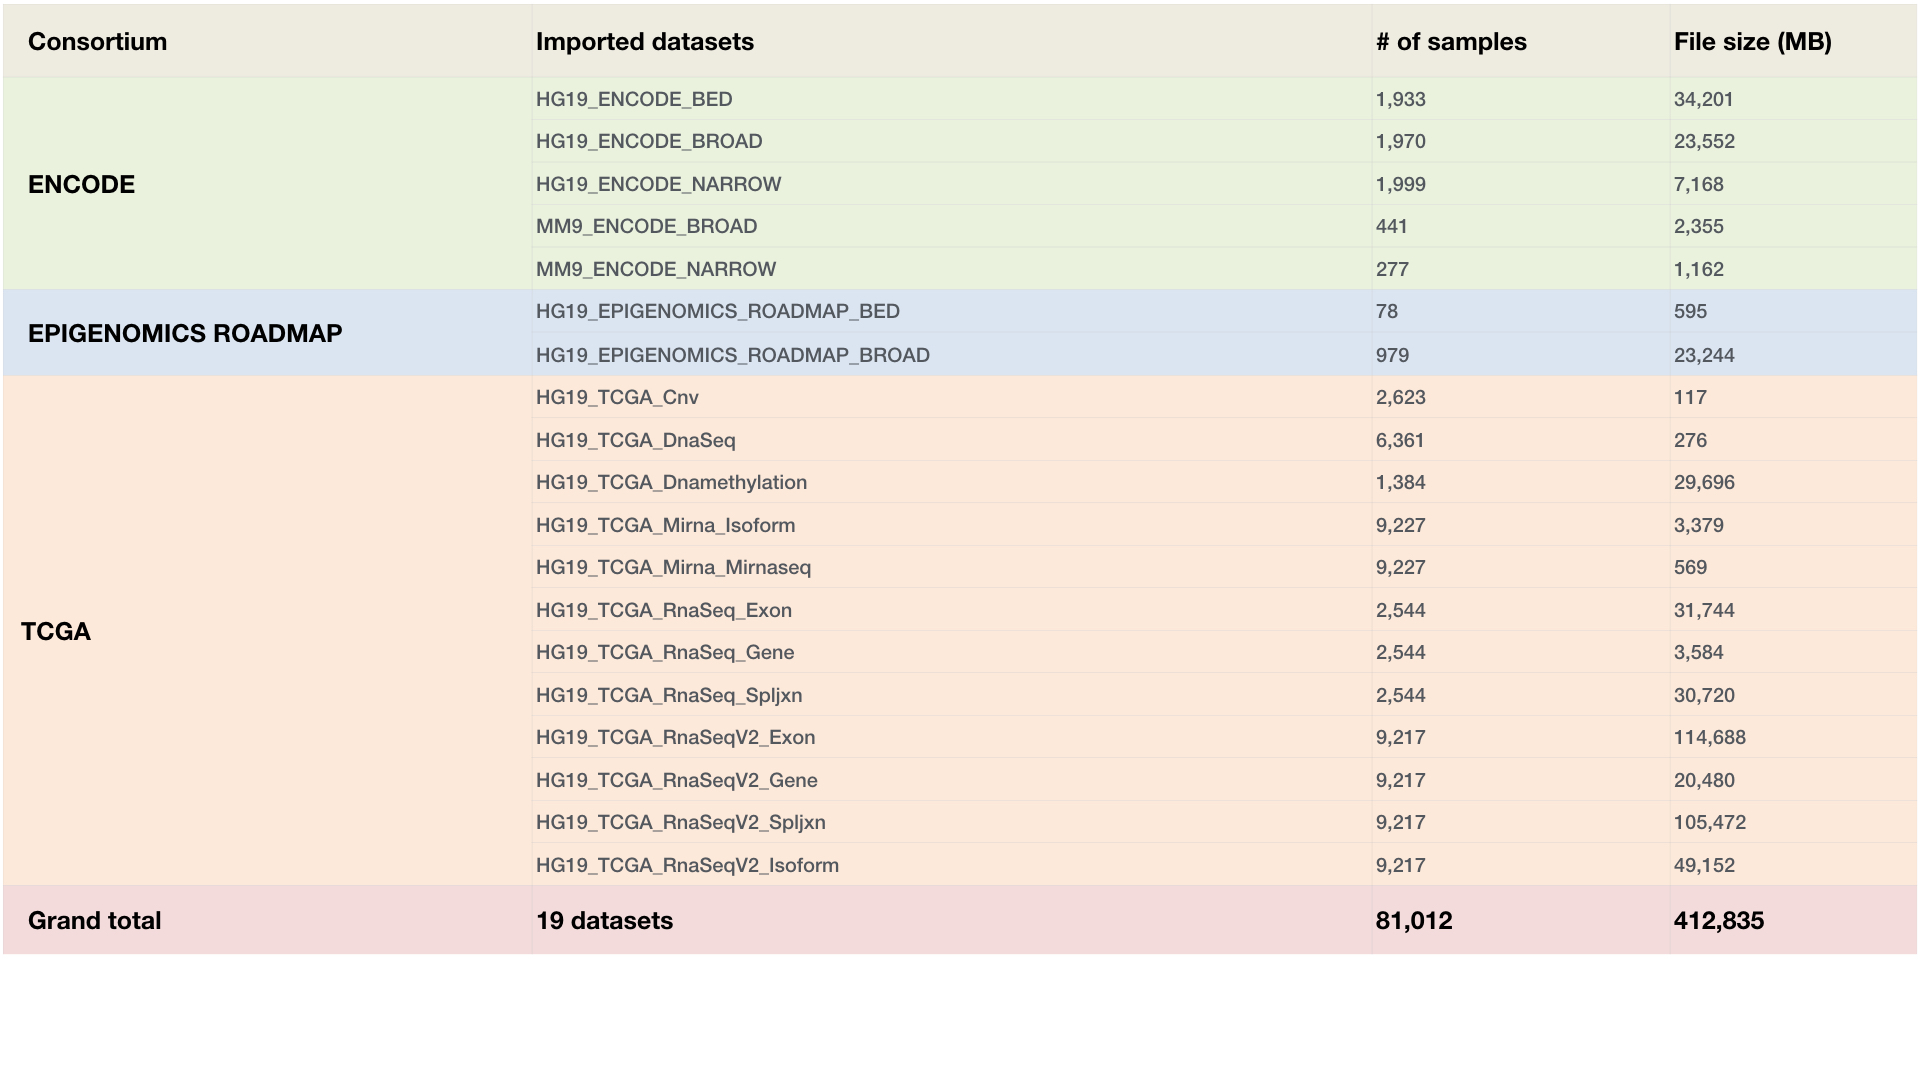 Consortium Imported datasets # of samples File size (MB)
HG19_ENCODE_BED 1,933 34,201
HG19_ENCODE_BROAD 1,970 23,552
ENCODE HG19_ENCODE_NARROW 1,999 7,168
MM9_ENCODE_BROAD 441 2,355
MM9_ENCODE_NARROW 277 1,162
EPIGENOMICS ROADMAP
HG19_EPIGENOMICS_ROADMAP_BED 78 595
HG19_EPIGENOMICS_ROADMAP_BROAD 979 23,244
HG19_TCGA_Cnv 2,623 117
HG19_TCGA_DnaSeq 6,361 276
HG19_TCGA_Dnamethylation 1,384 29,696
HG19_TCGA_Mirna_Isoform 9,227 3,379
HG19_TCGA_Mirna_Mirnaseq 9,227 569
HG19_TCGA_RnaSeq_Exon 2,544 31,744
TCGA
HG19_TCGA_RnaSeq_Gene 2,544 3,584
HG19_TCGA_RnaSeq_Spljxn 2,544 30,720
HG19_TCGA_RnaSeqV2_Exon 9,217 114,688
HG19_TCGA_RnaSeqV2_Gene 9,217 20,480
HG19_TCGA_RnaSeqV2_Spljxn 9,217 105,472
HG19_TCGA_RnaSeqV2_Isoform 9,217 49,152
Grand total 19 datasets 81,012 412,835